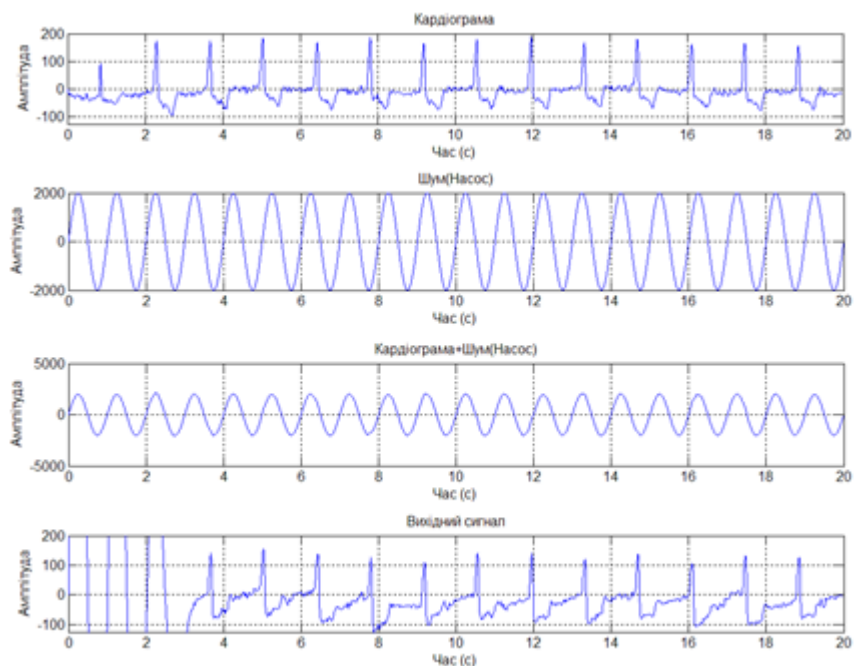 Кардіограма
200
100
0
-100
Амплітуда
0 2 4 6 8 10 12 14 16 18 20
Час (с)
Шум(Насос)
2000
0
-2000
Амплітуда
0 2 4 6 8 10 12 14 16 18 20
Час (с)
Кардіограма+Шум(Насос)
5000
0
-5000
Амплітуда
0 2 4 6 8 10 12 14 16 18 20
Час (с)
Вихідний сигнал
200
100
0
-100
Амплітуда
0 2 4 6 8 10 12 14 16 18 20
Час (с)